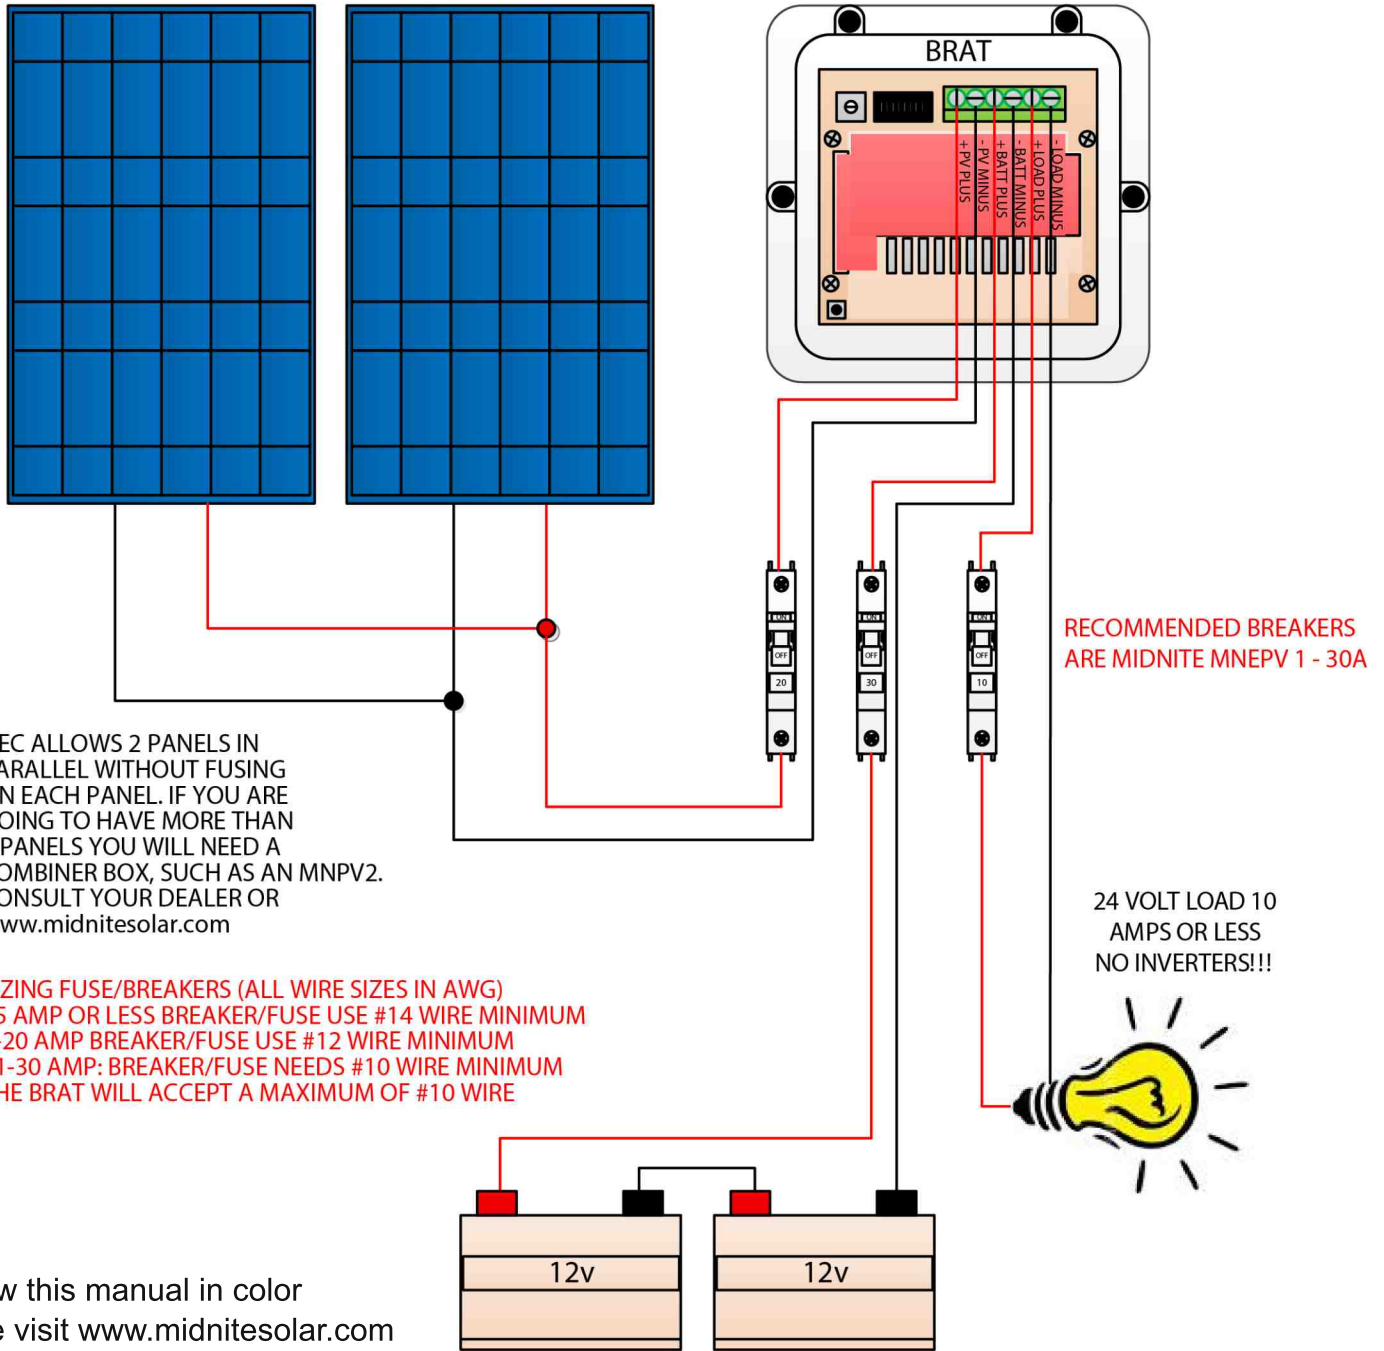 BRAT
+ PV PLUS
- PV MINUS
+ BATT PLUS
- BATT MINUS
+ LOAD PLUS
- LOAD MINUS
ON
OFF
20
ON
OFF
30
ON
OFF
10
RECOMMENDED BREAKERS
ARE MIDNITE MNEPV 1 - 30A
EC ALLOWS 2 PANELS IN
ARALLEL WITHOUT FUSING
N EACH PANEL. IF YOU ARE
OING TO HAVE MORE THAN
PANELS YOU WILL NEED A
OMBINER BOX, SUCH AS AN MNPV2.
ONSULT YOUR DEALER OR
ww.midnitesolar.com
24 VOLT LOAD 10
AMPS OR LESS
NO INVERTERS!!!
ZING FUSE/BREAKERS (ALL WIRE SIZES IN AWG)
5 AMP OR LESS BREAKER/FUSE USE #14 WIRE MINIMUM
-20 AMP BREAKER/FUSE USE #12 WIRE MINIMUM
1-30 AMP: BREAKER/FUSE NEEDS #10 WIRE MINIMUM
HE BRAT WILL ACCEPT A MAXIMUM OF #10 WIRE
12v
12v
w this manual in color
e visit www.midnitesolar.com